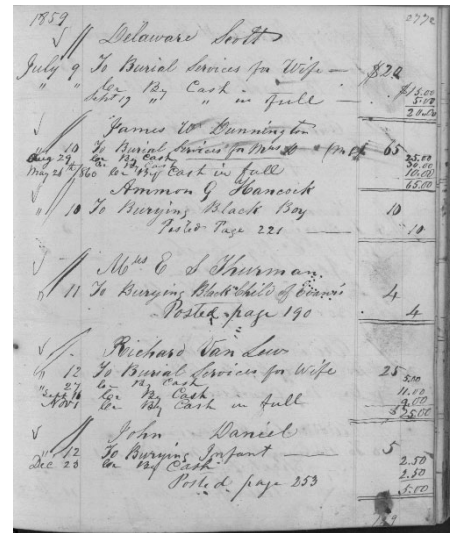 1859
Delaware Scott
July 9 To Burial Services for Wife — $20
" " Cr By Cash — $15.00
Sept 19 " " " in full — 5.00
20.00
James W Dunnington
" 10 To Burial Services for Mrs D 65
Aug 29 Cr By Cash 25.00
30.00
May 26th 1860 Cr By Cash in full 10.00
65.00
Ammon G Hancock
" 10 To Burying Black Boy 10
Posted Page 221 — 10
Mrs E S Thurman
" 11 To Burying Black Child of 4
Posted page 190 4
Richard Van Lew
" 12 To Burial Services for Wife 25
" 27 Cr By Cash 5.00
Sept 16 Cr By Cash 11.00
Nov 1 Cr By Cash in full 9.00
$25.00
John Daniel
" 12 To Burying Infant — 5
Dec 23 Cr By Cash 2.50
2.50
Posted page 253 5.00